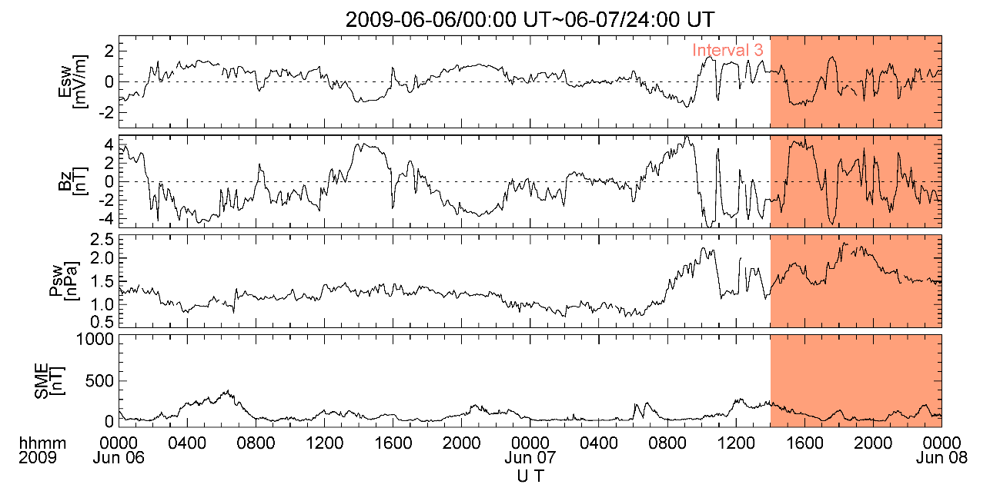 2009-06-06/00:00 UT~06-07/24:00 UT
Interval 3
Esw
[mV/m]
2
0
-2
Bz
[nT]
4
2
0
-2
-4
Psw
[nPa]
2.5
2.0
1.5
1.0
0.5
SME
[nT]
1000
500
0
hhmm 0000 0400 0800 1200 1600 2000 0000 0400 0800 1200 1600 2000 0000
2009 Jun 06 Jun 07 Jun 08
U T